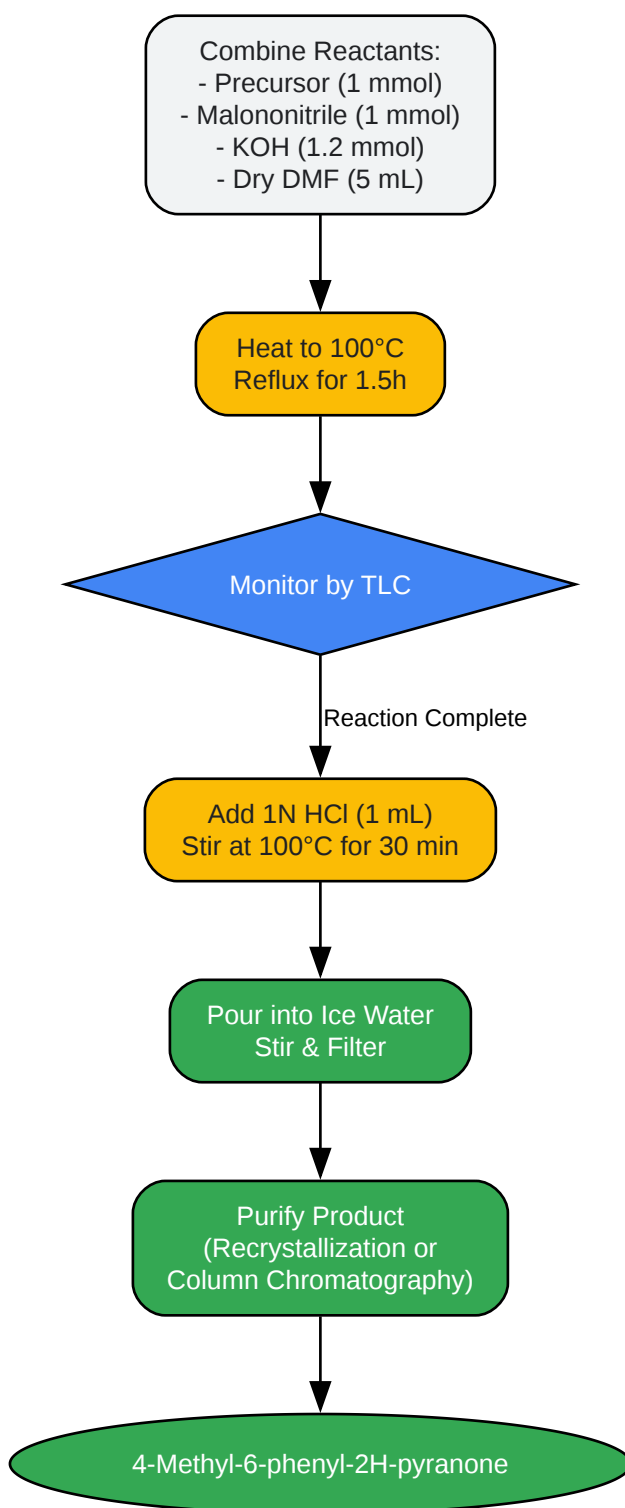 Combine Reactants:
- Precursor (1 mmol)
- Malononitrile (1 mmol)
- KOH (1.2 mmol)
- Dry DMF (5 mL)
Heat to 100°C
Reflux for 1.5h
Monitor by TLC
Reaction Complete
Add 1N HCl (1 mL)
Stir at 100°C for 30 min
Pour into Ice Water
Stir & Filter
Purify Product
(Recrystallization or
Column Chromatography)
4-Methyl-6-phenyl-2H-pyranone